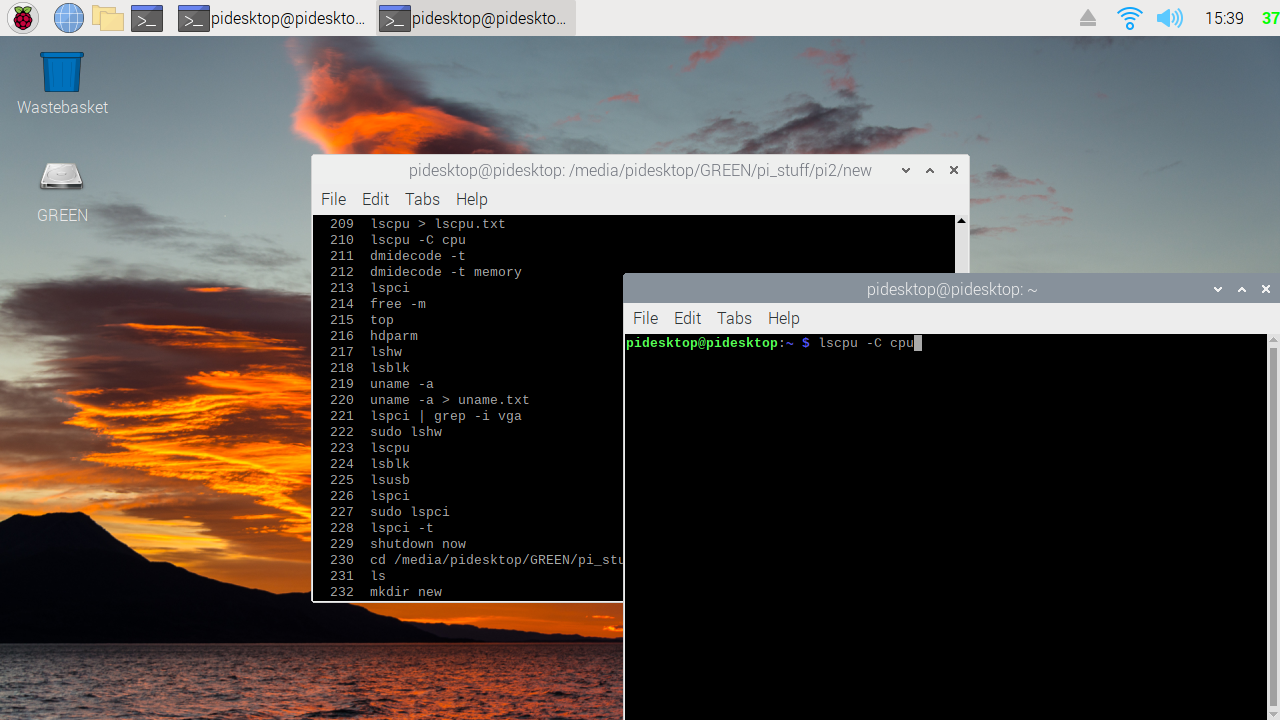 pidesktop@pideskto...
pidesktop@pideskto...
15:39
37
Wastebasket
GREEN
pidesktop@pidesktop: /media/pidesktop/GREEN/pi_stuff/pi2/new
File Edit Tabs Help
209 lscpu > lscpu.txt
210 lscpu -C cpu
211 dmidecode -t
212 dmidecode -t memory
213 lspci
214 free -m
215 top
216 hdparm
217 lshw
218 lsblk
219 uname -a
220 uname -a > uname.txt
221 lspci | grep -i vga
222 sudo lshw
223 lscpu
224 lsblk
225 lsusb
226 lspci
227 sudo lspci
228 lspci -t
229 shutdown now
230 cd /media/pidesktop/GREEN/pi_stu
231 ls
232 mkdir new
pidesktop@pidesktop: ~
File Edit Tabs Help
pidesktop@pidesktop:~ $ lscpu -C cpu